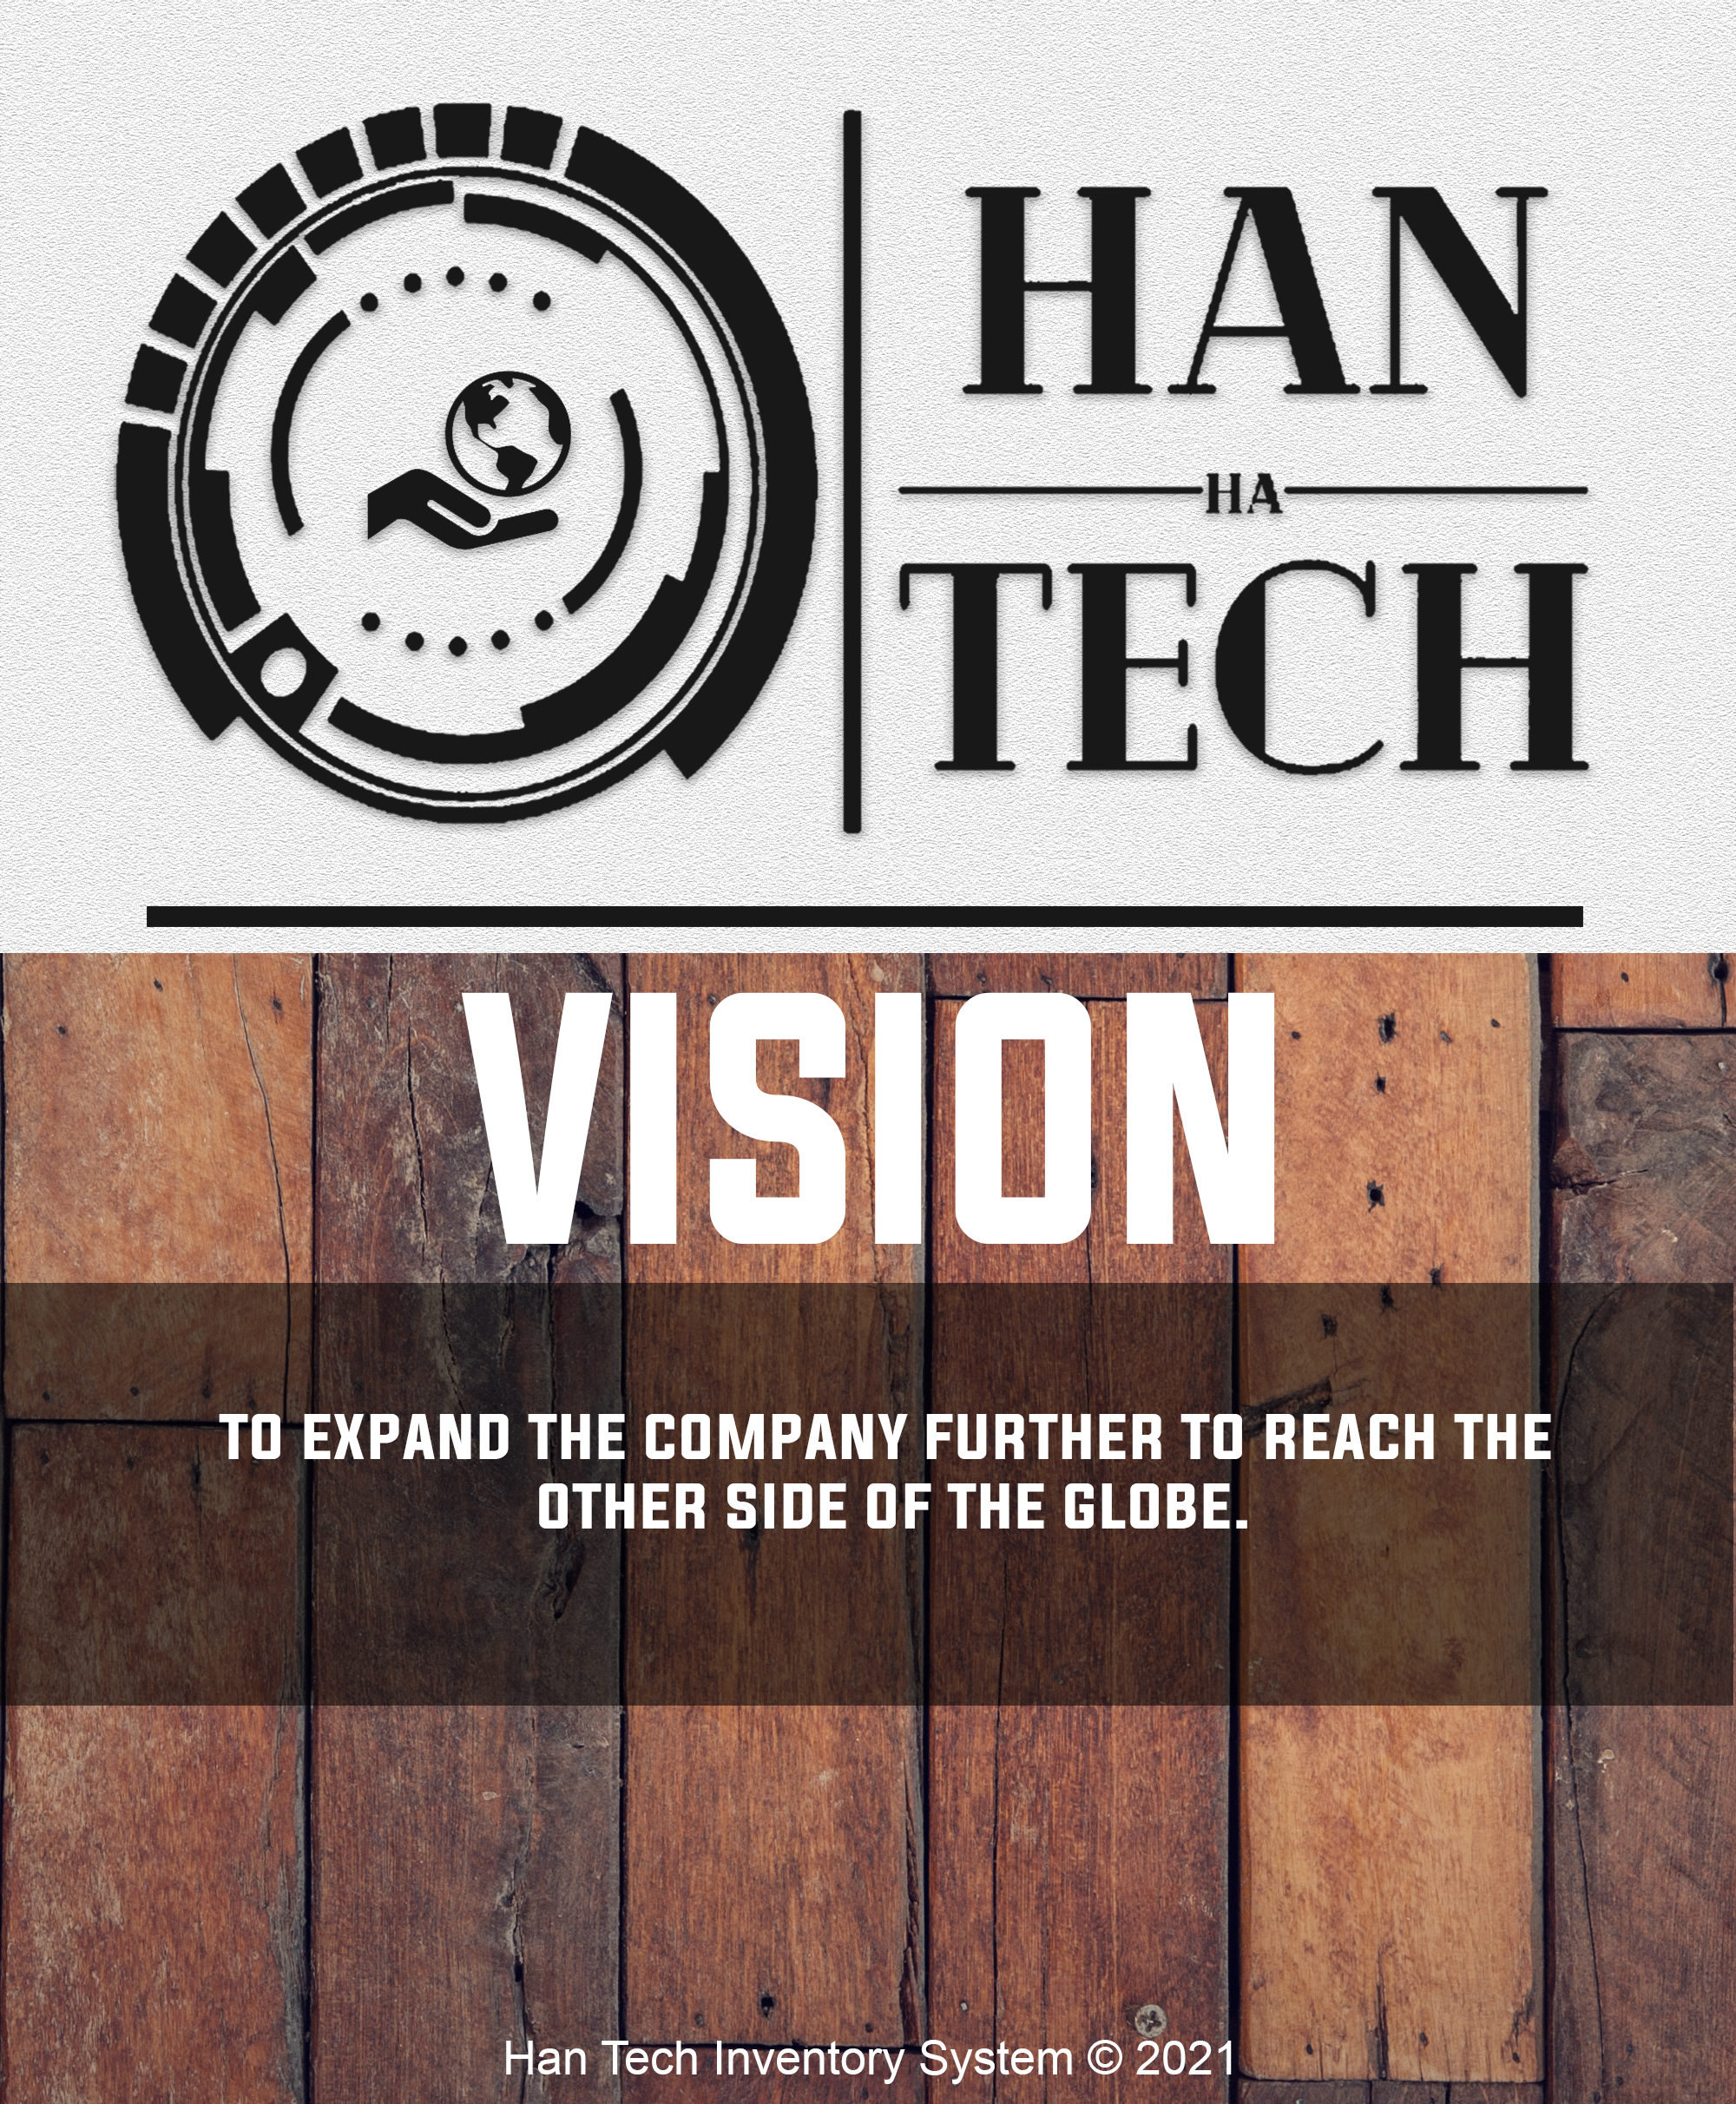 HAN
HA
TECH
VISION
TO EXPAND THE COMPANY FURTHER TO REACH THE
OTHER SIDE OF THE GLOBE.
Han Tech Inventory System © 2021